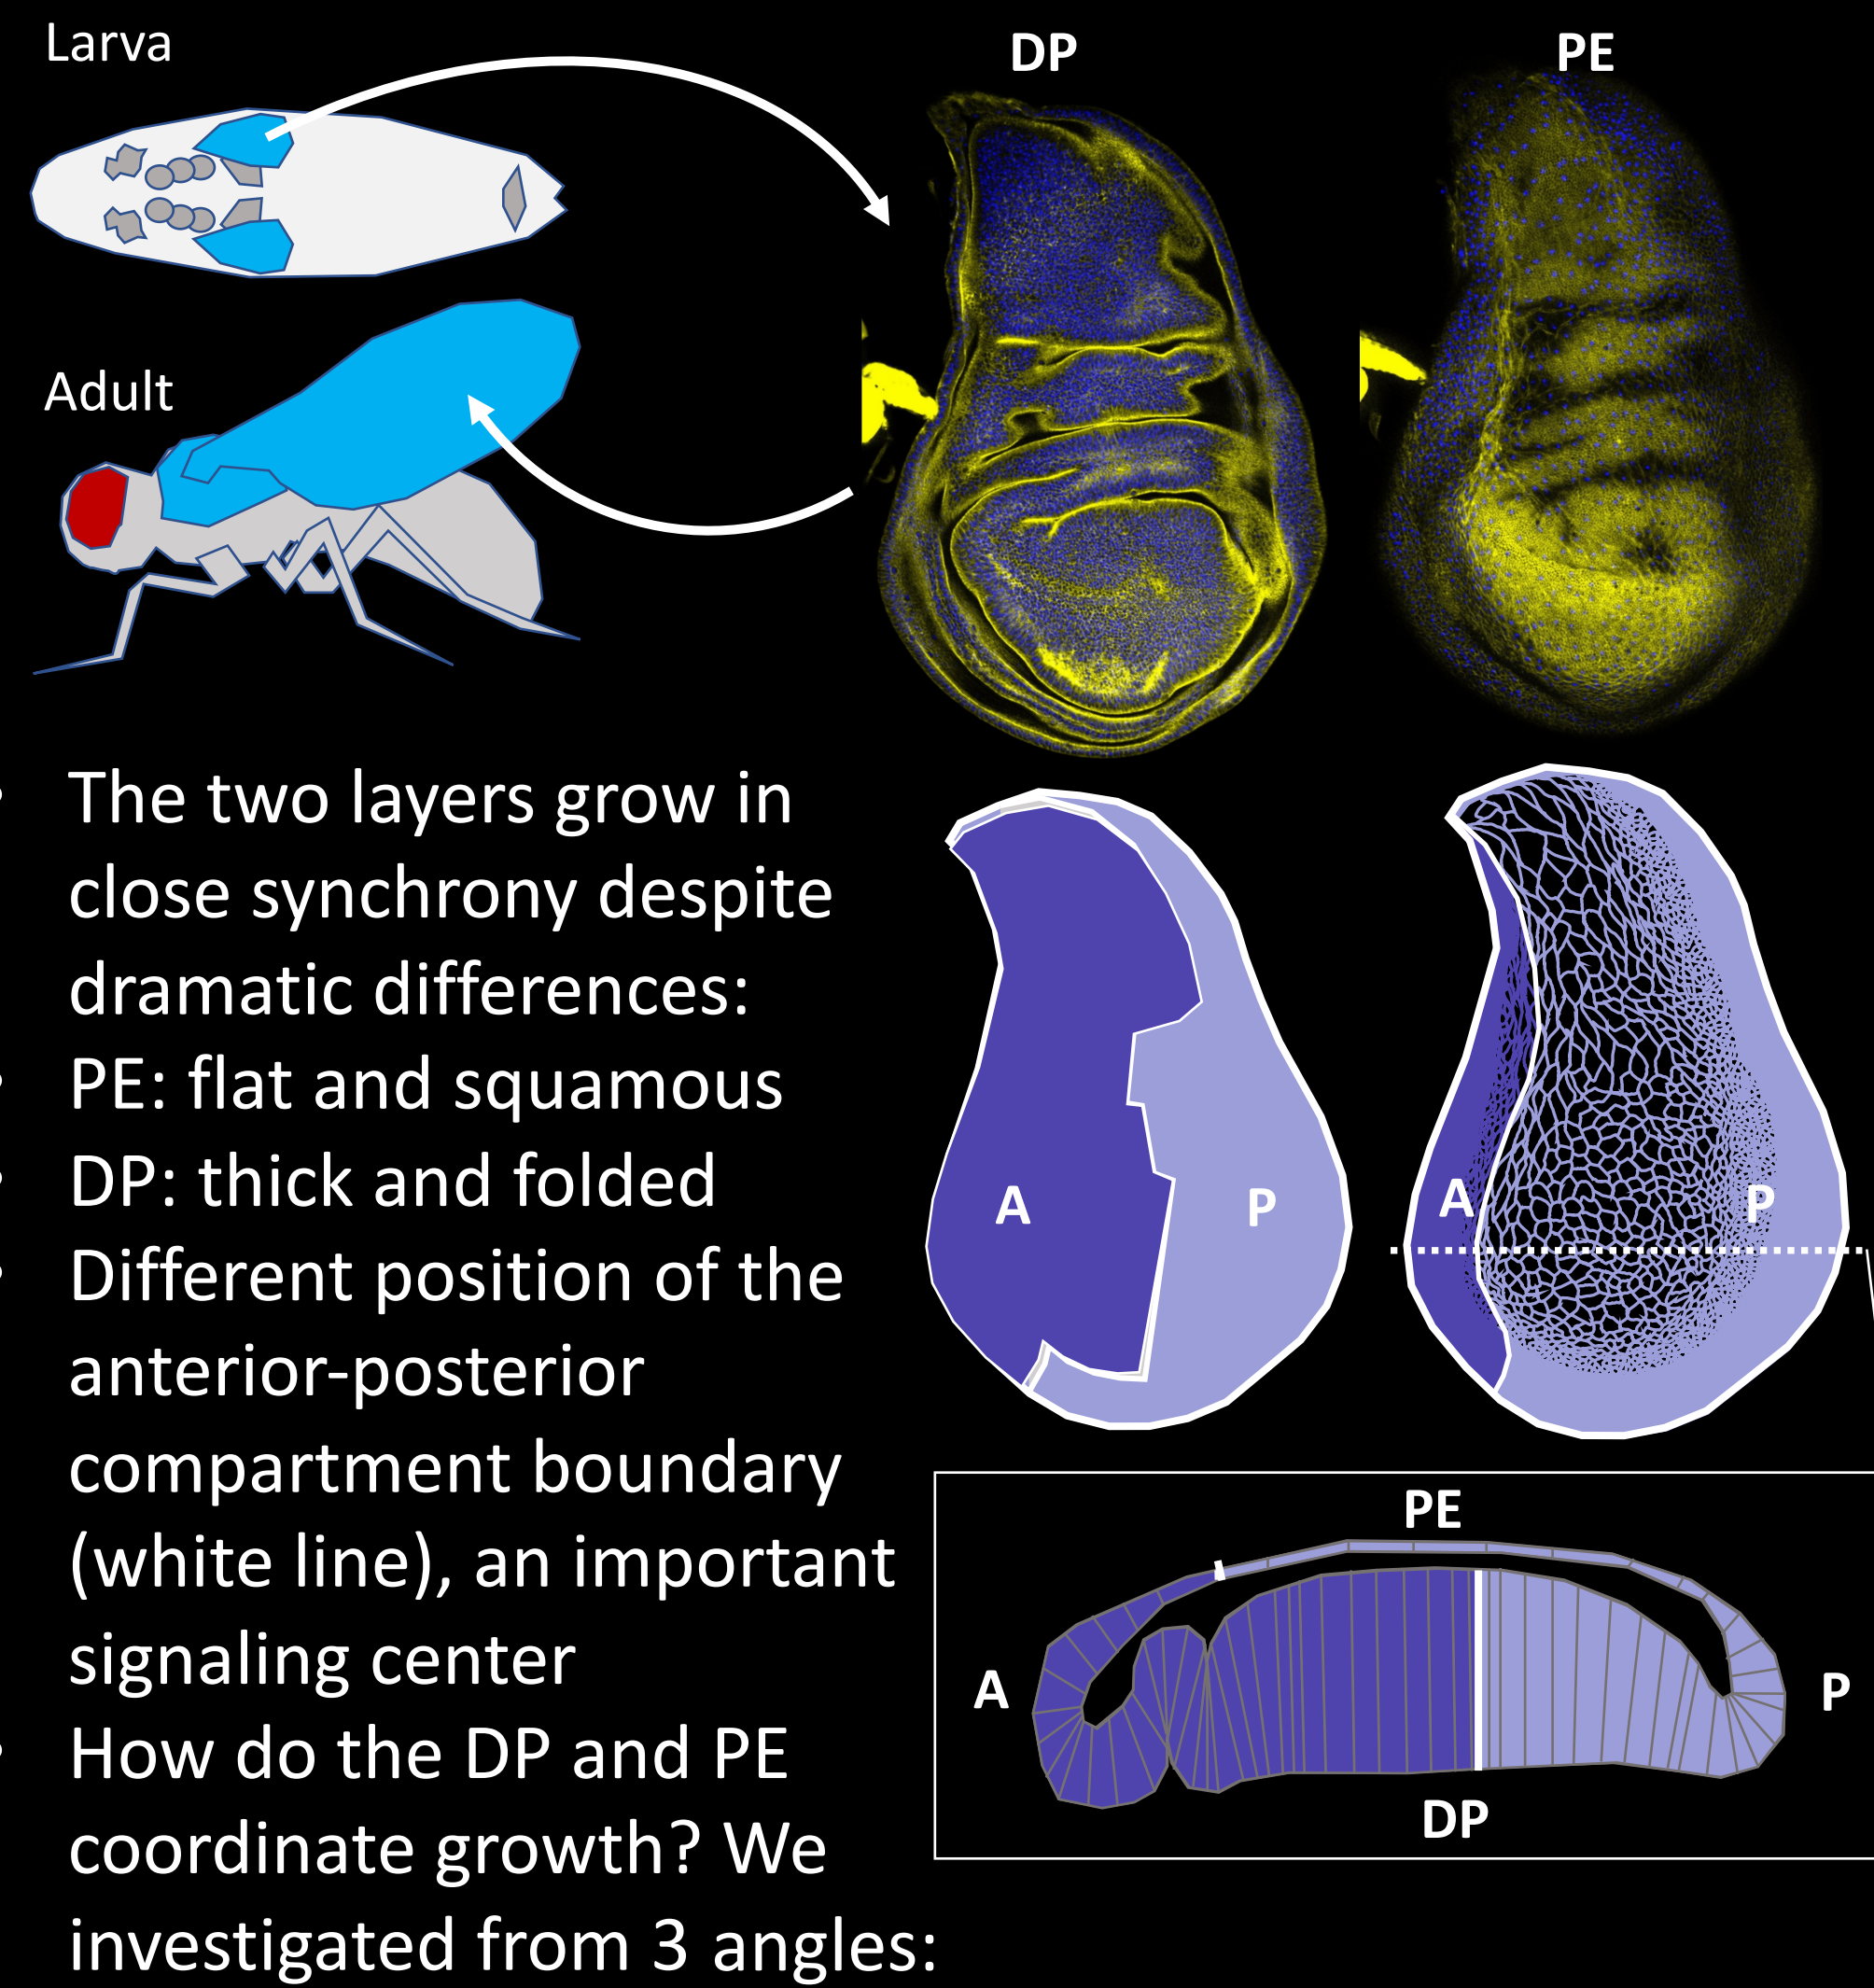 Larva
DP
PE
Adult
• The two layers grow in
close synchrony despite
dramatic differences:
• PE: flat and squamous
• DP: thick and folded
• Different position of the
anterior-posterior
compartment boundary
(white line), an important
signaling center
• How do the DP and PE
coordinate growth? We
investigated from 3 angles:
A
P
A
P
PE
A
P
DP